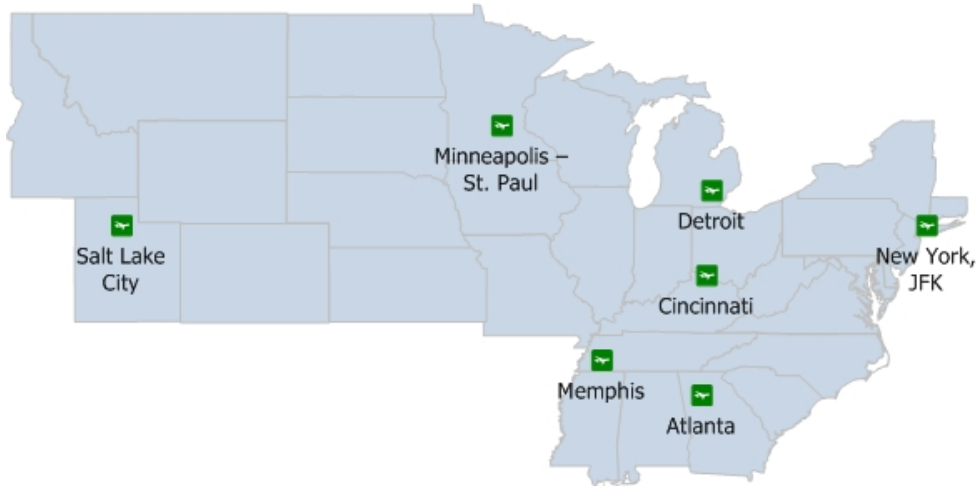 Minneapolis –
St. Paul
Detroit
Salt Lake
City
New York,
JFK
Cincinnati
Memphis
Atlanta